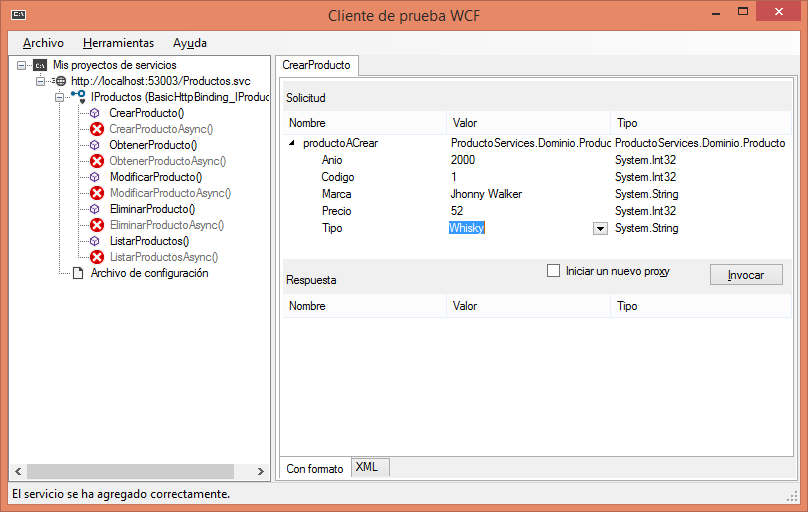 Cliente de prueba WCF
Archivo Herramientas Ayuda
Mis proyectos de servicios
http://localhost:53003/Productos.svc
IProductos (BasicHttpBinding_IProduc
CrearProducto()
CrearProductoAsync()
ObtenerProducto()
ObtenerProductoAsync()
ModificarProducto()
ModificarProductoAsync()
EliminarProducto()
EliminarProductoAsync()
ListarProductos()
ListarProductosAsync()
Archivo de configuración
CrearProducto
Solicitud
Nombre Valor Tipo
productoACrear ProductoServices.Dominio.Produc ProductoServices.Dominio.Producto
Anio 2000 System.Int32
Codigo 1 System.Int32
Marca Jhonny Walker System.String
Precio 52 System.Int32
Tipo Whisky System.String
Respuesta Iniciar un nuevo proxy Invocar
Nombre Valor Tipo
Con formato XML
El servicio se ha agregado correctamente.